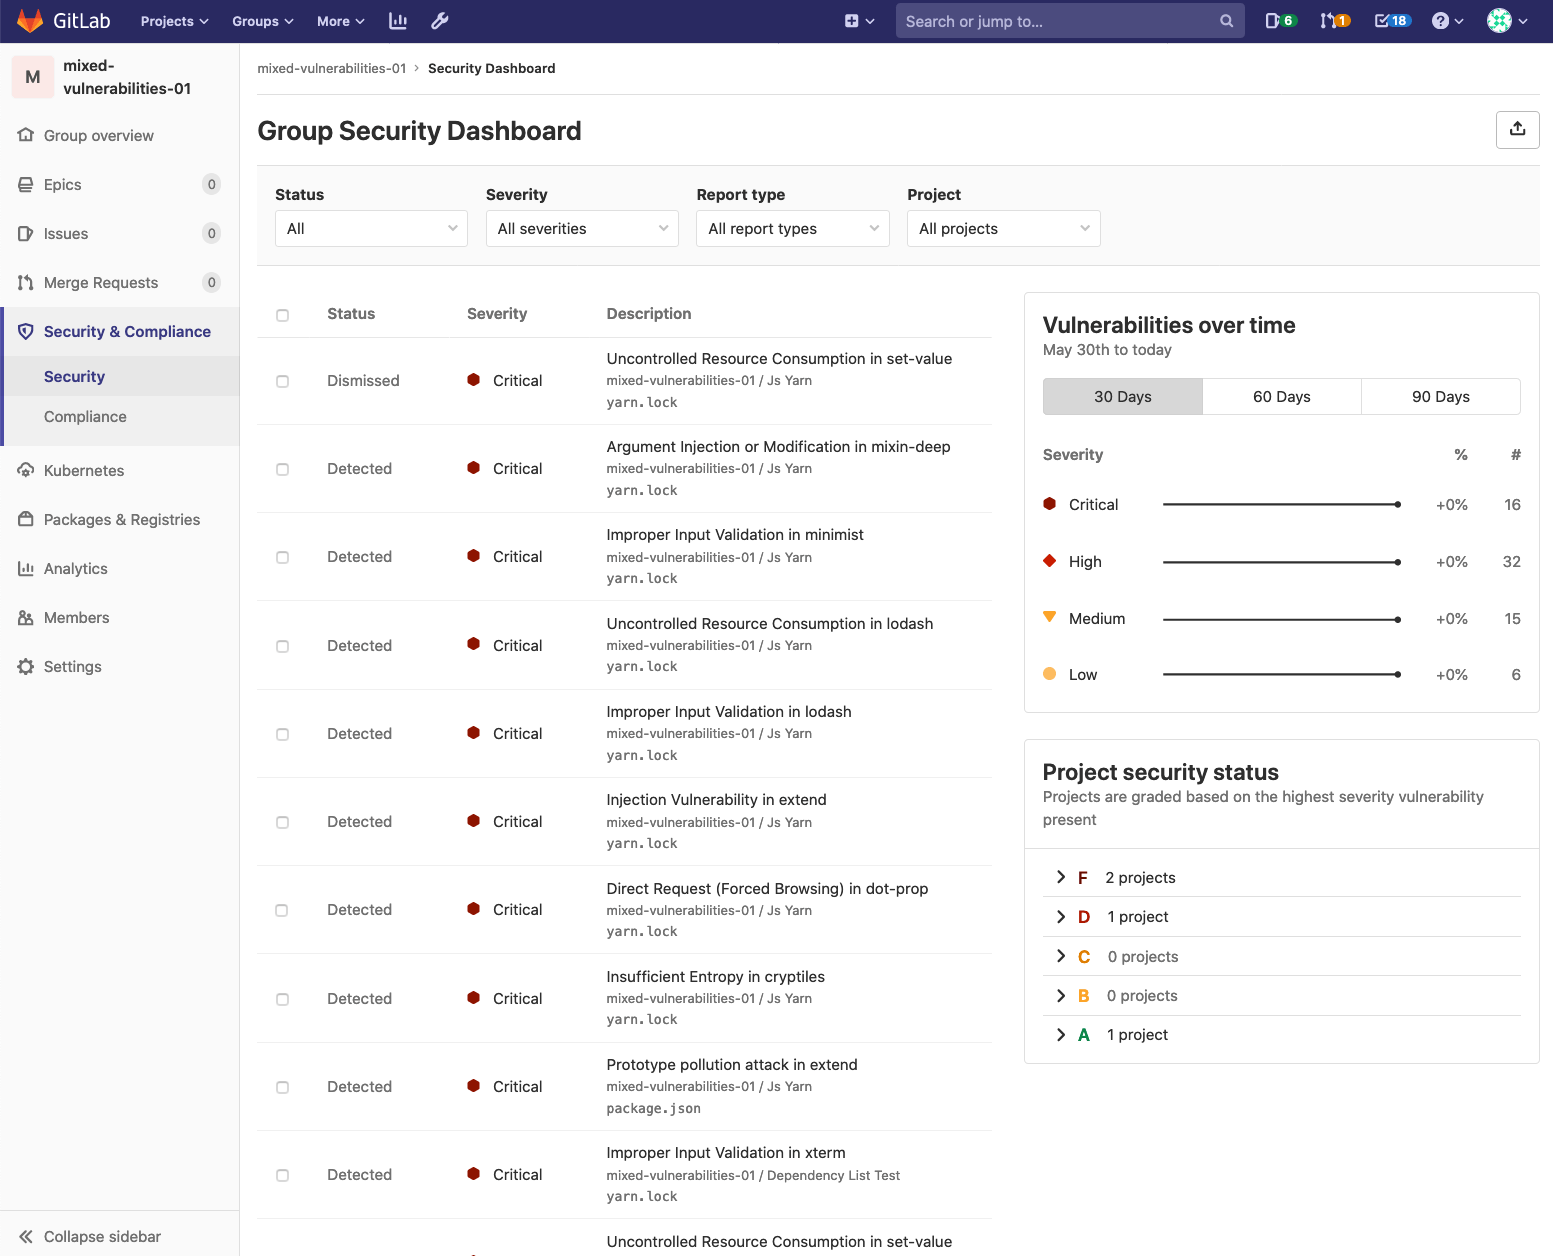 GitLab
Projects
Groups
More
Search or jump to...
6
1
18
M
mixed-
vulnerabilities-01
Group overview
Epics 0
Issues 0
Merge Requests 0
Security & Compliance
Security
Compliance
Kubernetes
Packages & Registries
Analytics
Members
Settings
Collapse sidebar
mixed-vulnerabilities-01 › Security Dashboard
Group Security Dashboard
Status Severity Report type Project
All All severities All report types All projects
Status Severity Description
Uncontrolled Resource Consumption in set-value
Dismissed Critical mixed-vulnerabilities-01 / Js Yarn
yarn.lock
Argument Injection or Modification in mixin-deep
Detected Critical mixed-vulnerabilities-01 / Js Yarn
yarn.lock
Improper Input Validation in minimist
Detected Critical mixed-vulnerabilities-01 / Js Yarn
yarn.lock
Uncontrolled Resource Consumption in lodash
Detected Critical mixed-vulnerabilities-01 / Js Yarn
yarn.lock
Improper Input Validation in lodash
Detected Critical mixed-vulnerabilities-01 / Js Yarn
yarn.lock
Injection Vulnerability in extend
Detected Critical mixed-vulnerabilities-01 / Js Yarn
yarn.lock
Direct Request (Forced Browsing) in dot-prop
Detected Critical mixed-vulnerabilities-01 / Js Yarn
yarn.lock
Insufficient Entropy in cryptiles
Detected Critical mixed-vulnerabilities-01 / Js Yarn
yarn.lock
Prototype pollution attack in extend
Detected Critical mixed-vulnerabilities-01 / Js Yarn
package.json
Improper Input Validation in xterm
Detected Critical mixed-vulnerabilities-01 / Dependency List Test
yarn.lock
Uncontrolled Resource Consumption in set-value
Vulnerabilities over time
May 30th to today
30 Days 60 Days 90 Days
Severity % #
Critical +0% 16
High +0% 32
Medium +0% 15
Low +0% 6
Project security status
Projects are graded based on the highest severity vulnerability
present
F 2 projects
D 1 project
C 0 projects
B 0 projects
A 1 project